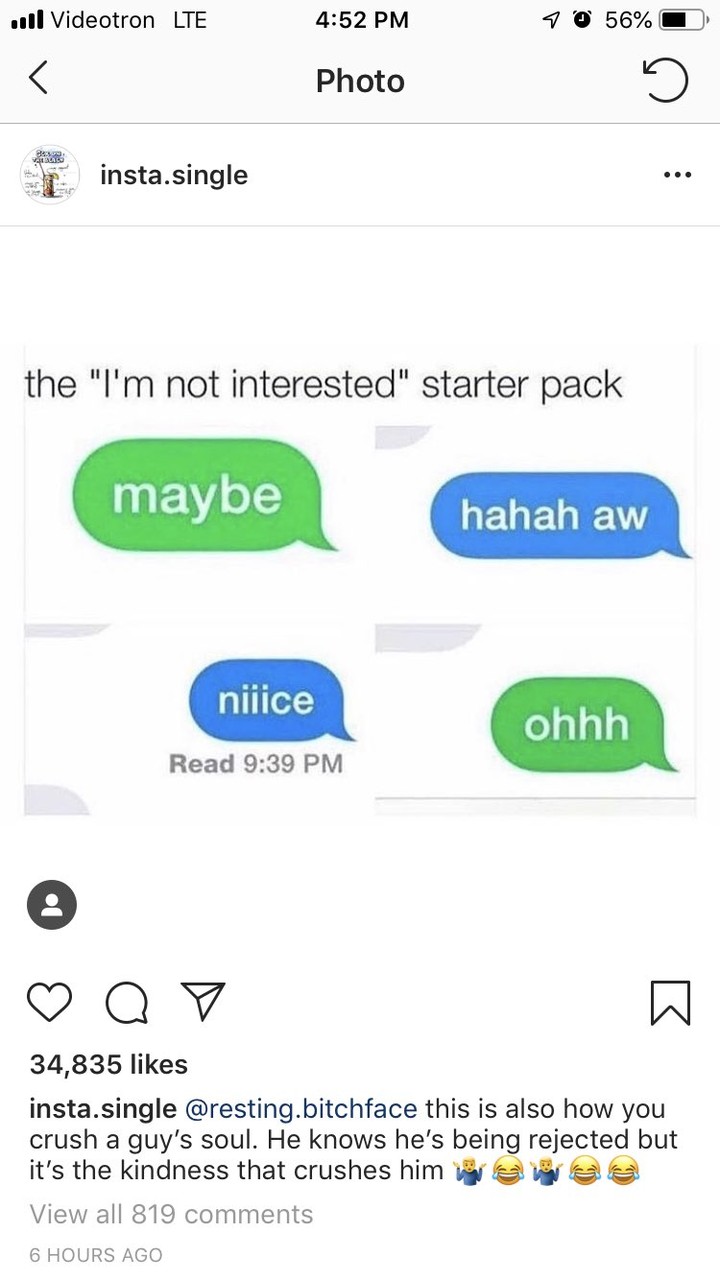 Videotron LTE 4:52 PM 56%
Photo
insta.single
the "I'm not interested" starter pack
maybe
hahah aw
niiice
Read 9:39 PM
ohhh
34,835 likes
insta.single @resting.bitchface this is also how you
crush a guy’s soul. He knows he’s being rejected but
it’s the kindness that crushes him 🤷‍♂️😂🤷‍♂️😂😂
View all 819 comments
6 HOURS AGO